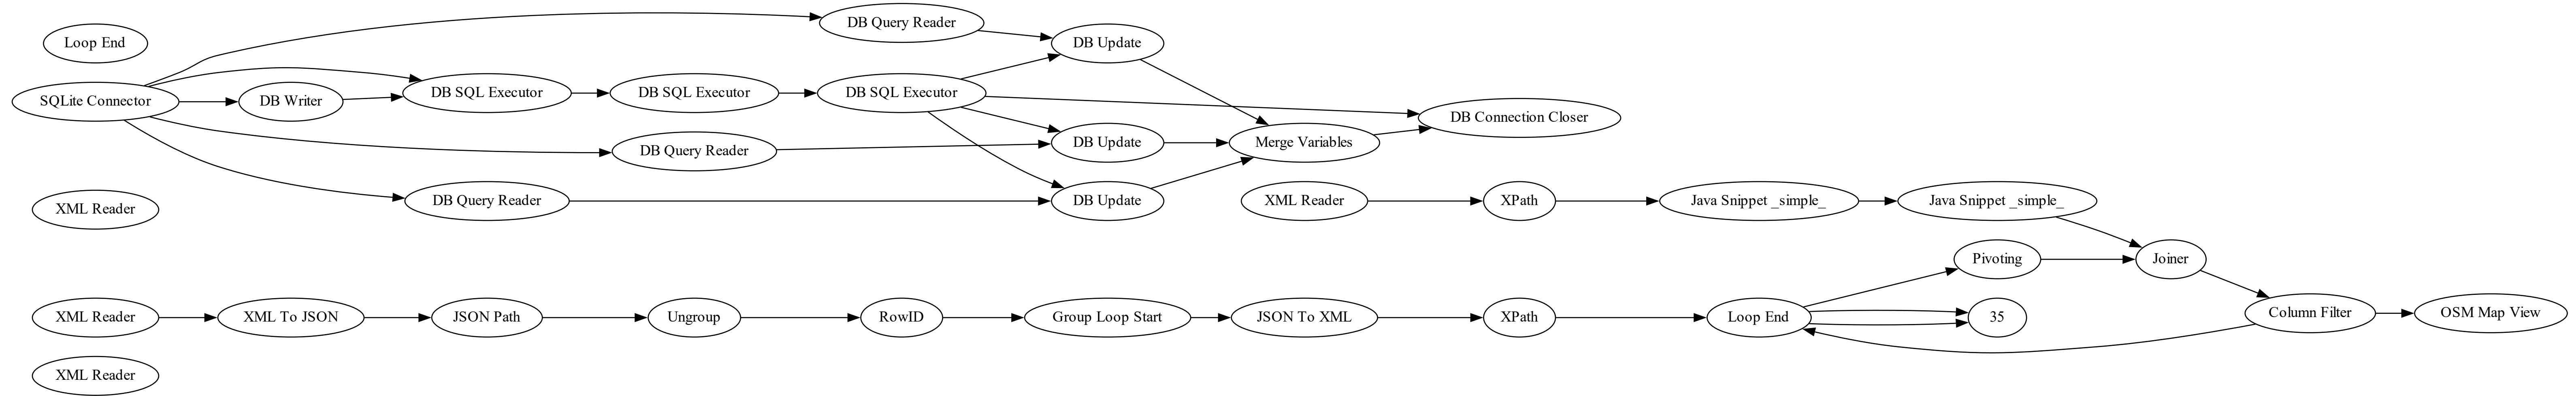 DB Query Reader
Loop End
DB Update
SQLite Connector
DB Writer
DB SQL Executor
DB SQL Executor
DB SQL Executor
DB Connection Closer
DB Query Reader
DB Update
Merge Variables
XML Reader
DB Query Reader
DB Update
XML Reader
XPath
Java Snippet _simple_
Java Snippet _simple_
Pivoting
Joiner
XML Reader
XML To JSON
JSON Path
Ungroup
RowID
Group Loop Start
JSON To XML
XPath
Loop End
35
Column Filter
OSM Map View
XML Reader